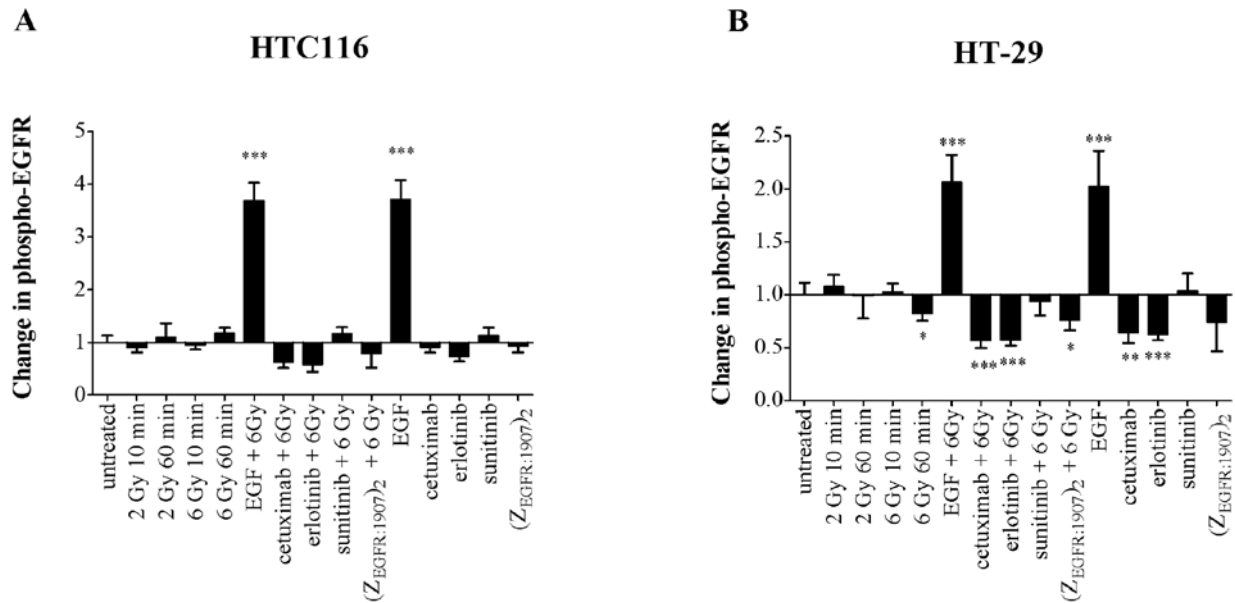 A
HTC116
Change in phospho-EGFR
5
4
3
2
1
0
***
***
untreated
2 Gy 10 min
2 Gy 60 min
6 Gy 10 min
6 Gy 60 min
EGF + 6Gy
cetuximab + 6Gy
erlotinib + 6Gy
sunitinib + 6 Gy
(ZEGFR:1907)2 + 6 Gy
EGF
cetuximab
erlotinib
sunitinib
(ZEGFR:1907)2
B
HT-29
Change in phospho-EGFR
2.5
2.0
1.5
1.0
0.5
0.0
***
***
*
***
***
*
**
***
untreated
2 Gy 10 min
2 Gy 60 min
6 Gy 10 min
6 Gy 60 min
EGF + 6Gy
cetuximab + 6Gy
erlotinib + 6Gy
sunitinib + 6 Gy
(ZEGFR:1907)2 + 6 Gy
EGF
cetuximab
erlotinib
sunitinib
(ZEGFR:1907)2